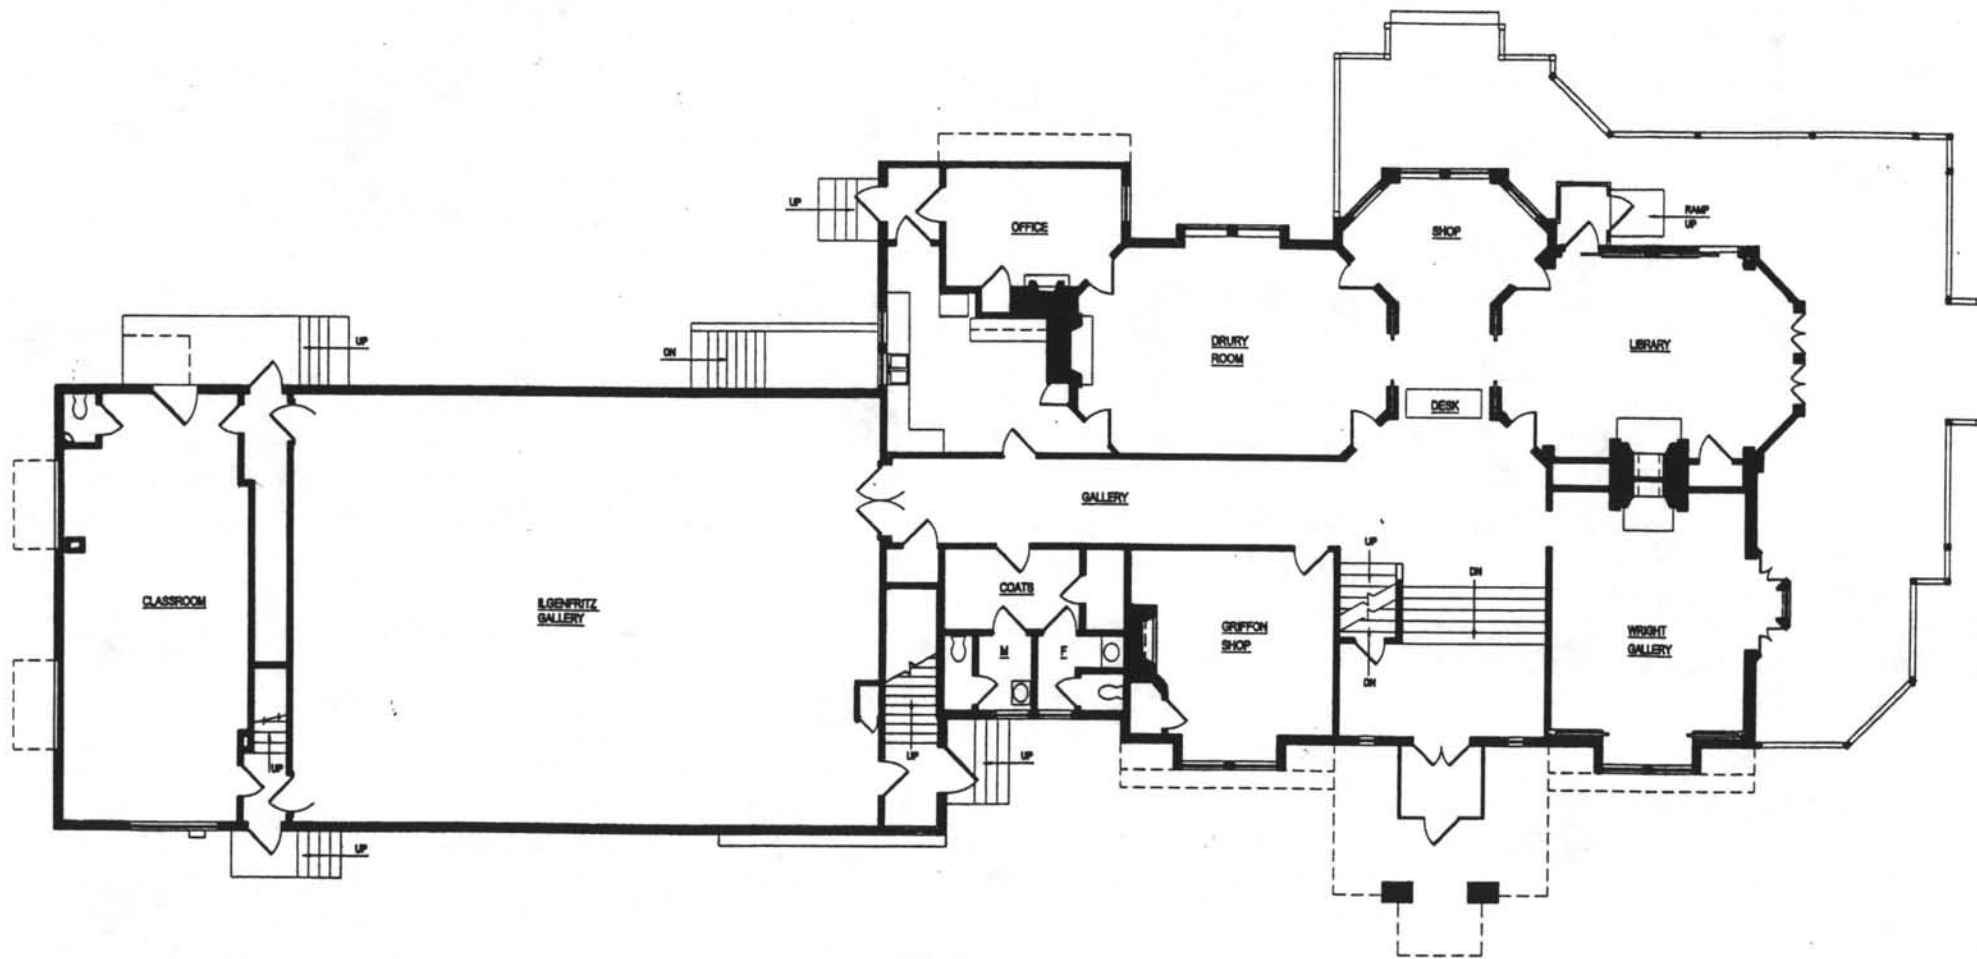 UP
OFFICE
SHOP
RAMP
UP
UP
DN
DRURY
ROOM
LIBRARY
DESK
GALLERY
CLASSROOM
ILGENFRITZ
GALLERY
COATS
UP
DN
M
F
GRIFFON
SHOP
WRIGHT
GALLERY
DN
UP
UP
UP
UP